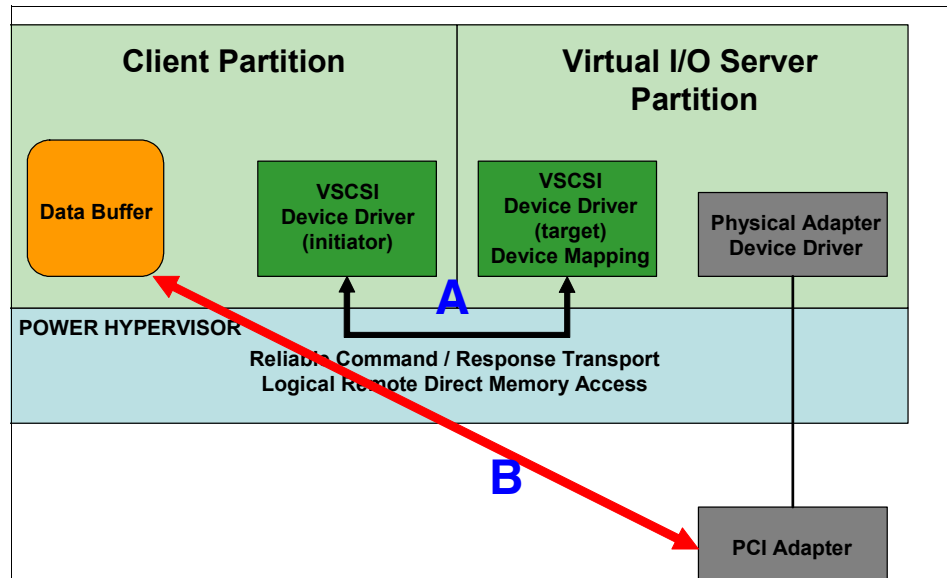 Client Partition
Virtual I/O Server
Partition
Data Buffer
VSCSI
Device Driver
(initiator)
VSCSI
Device Driver
(target)
Device Mapping
Physical Adapter
Device Driver
A
POWER HYPERVISOR
Reliable Command / Response Transport
Logical Remote Direct Memory Access
B
PCI Adapter